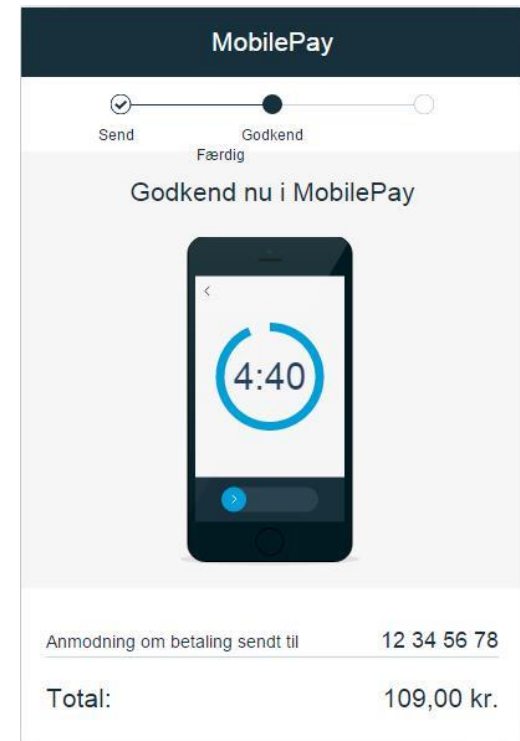 MobilePay
Send Godkend
Færdig
Godkend nu i MobilePay
4:40
Anmodning om betaling sendt til 12 34 56 78
Total: 109,00 kr.